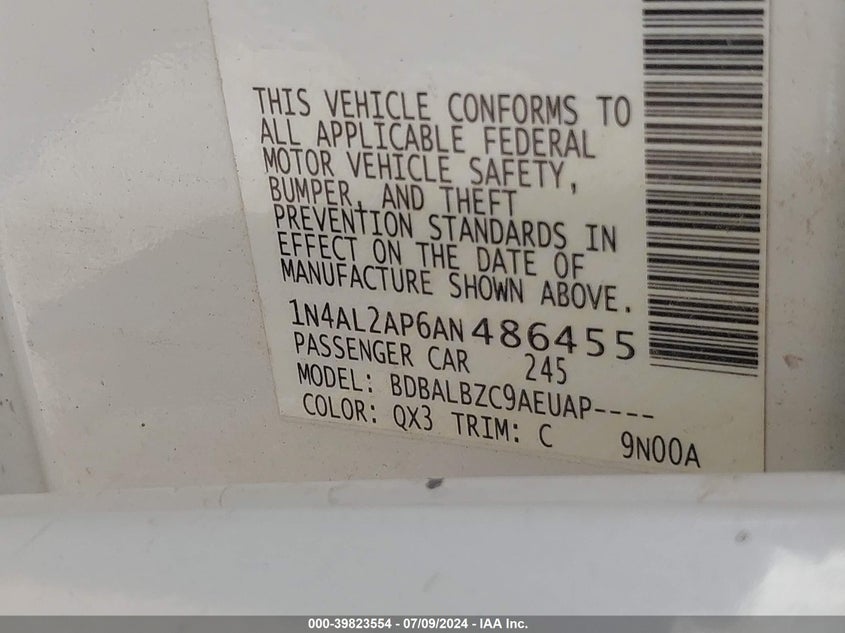 THIS VEHICLE CONFORMS TO
ALL APPLICABLE FEDERAL
MOTOR VEHICLE SAFETY,
BUMPER, AND THEFT
PREVENTION STANDARDS IN
EFFECT ON THE DATE OF
MANUFACTURE SHOWN ABOVE.
1N4AL2AP6AN486455
PASSENGER CAR 245
MODEL: BDBALBZC9AEUAP----
COLOR: QX3 TRIM: C 9N00A
000-39823554 - 07/09/2024 - IAA Inc.